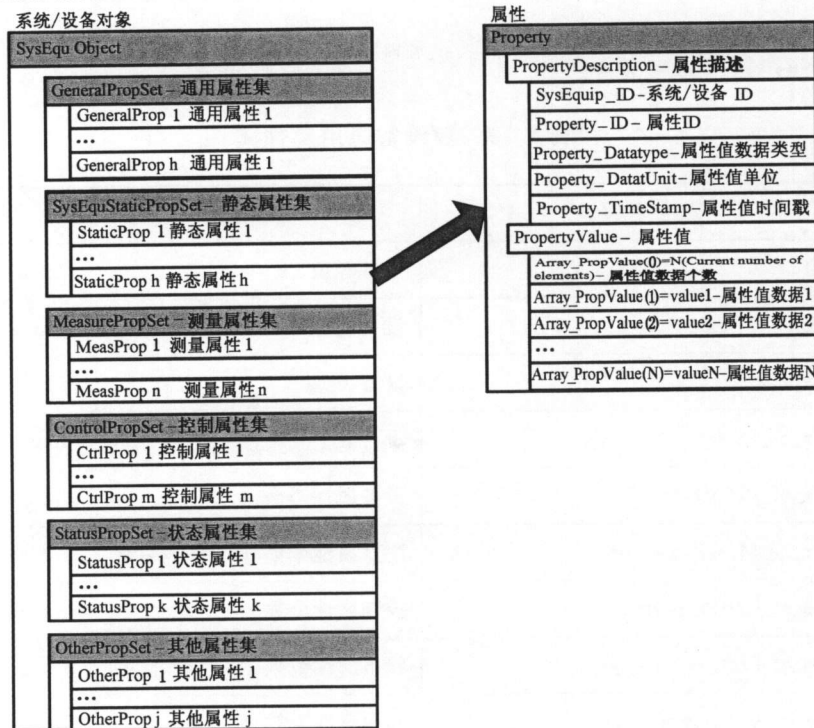 系统/设备对象
SysEqu Object
GeneralPropSet – 通用属性集
GeneralProp 1 通用属性1
...
GeneralProp h 通用属性1
SysEquStaticPropSet– 静态属性集
StaticProp 1 静态属性1
...
StaticProp h 静态属性h
MeasurePropSet – 测量属性集
MeasProp 1 测量属性1
...
MeasProp n 测量属性n
ControlPropSet –控制属性集
CtrlProp 1 控制属性 1
...
CtrlProp m 控制属性 m
StatusPropSet –状态属性集
StatusProp 1 状态属性 1
...
StatusProp k 状态属性 k
OtherPropSet – 其他属性集
OtherProp 1 其他属性 1
...
OtherProp j 其他属性 j
属性
Property
PropertyDescription – 属性描述
SysEquip_ID –系统/设备 ID
Property–ID – 属性ID
Property_Datatype–属性值数据类型
Property_DatatUnit–属性值单位
Property_TimeStamp–属性值时间戳
PropertyValue – 属性值
Array_PropValue(0)=N(Current number of
elements)– 属性值数据个数
Array_PropValue(1)=value1–属性值数据1
Array_PropValue(2)=value2–属性值数据2
...
Array_PropValue(N)=valueN–属性值数据N